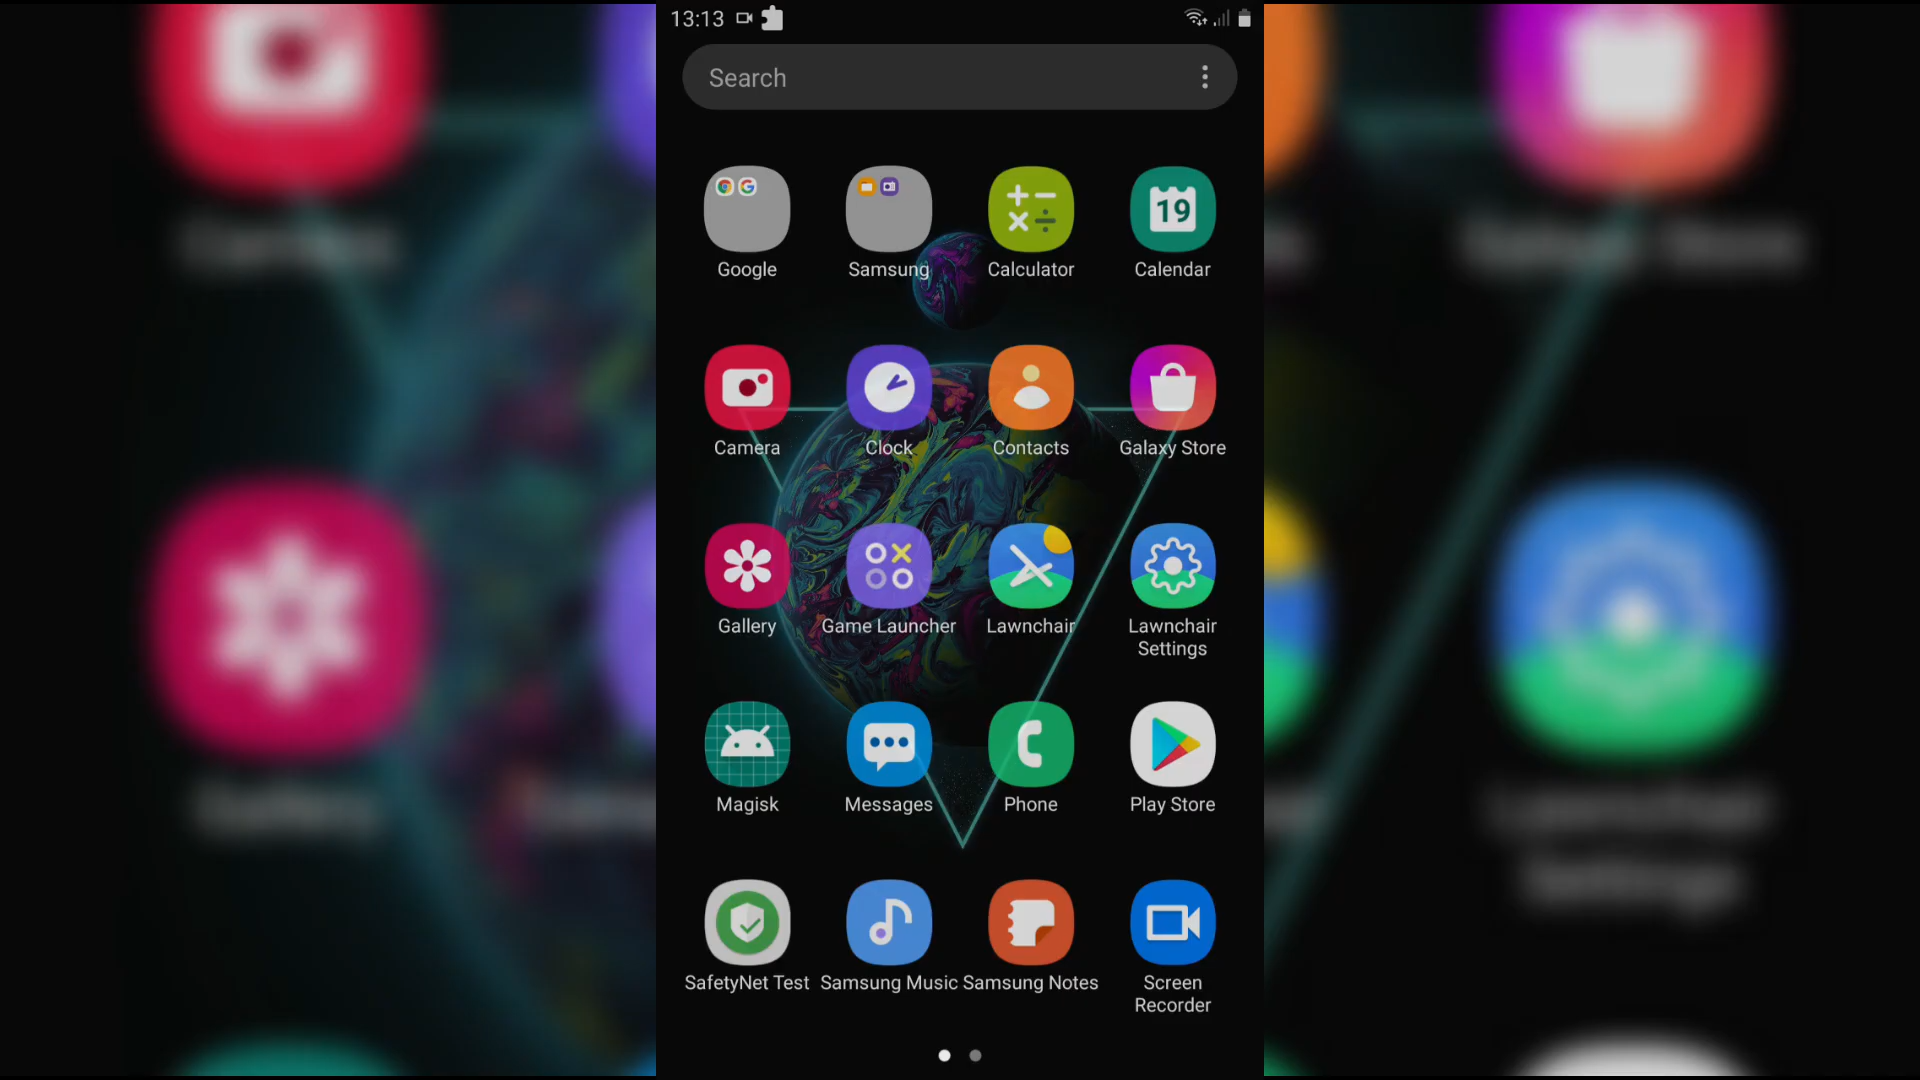 13:13
Search
Google
Samsung
Calculator
19
Calendar
Camera
Clock
Contacts
Galaxy Store
Gallery
Game Launcher
Lawnchair
Lawnchair
Settings
Magisk
Messages
Phone
Play Store
SafetyNet Test
Samsung Music
Samsung Notes
Screen
Recorder